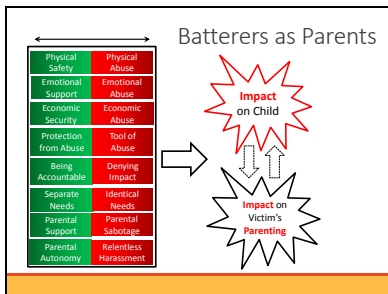 Batterers as Parents
Physical Safety
Physical Abuse
Emotional Support
Emotional Abuse
Economic Security
Economic Abuse
Protection from Abuse
Tool of Abuse
Being Accountable
Denying Impact
Separate Needs
Identical Needs
Parental Support
Parental Sabotage
Parental Autonomy
Relentless Harassment
Impact
on Child
Impact on
Victim's
Parenting